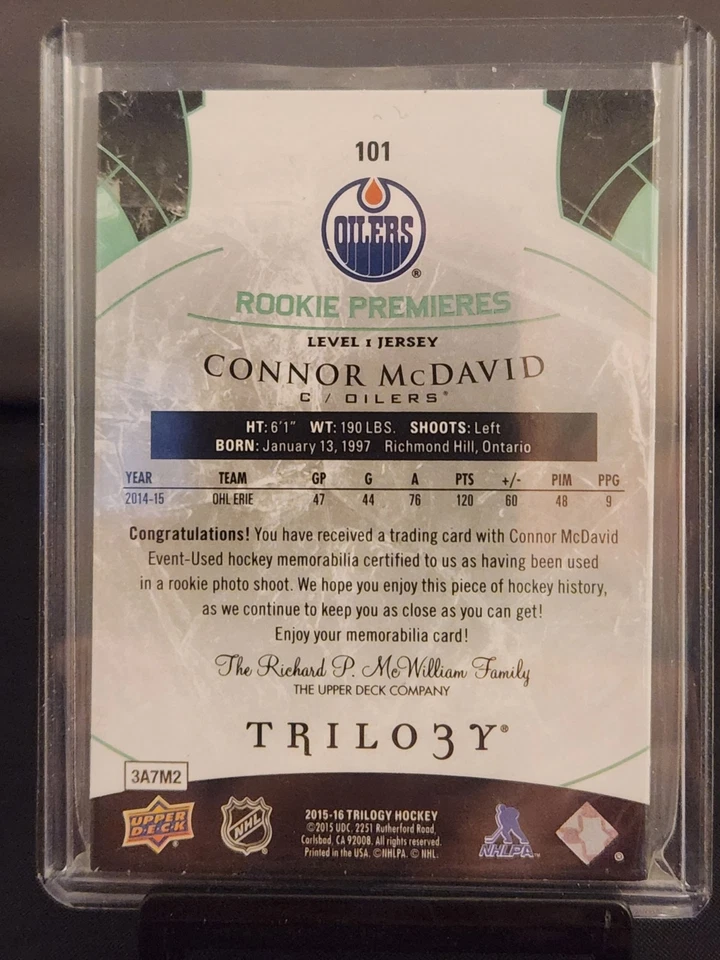 101
OILERS®
ROOKIE PREMIERES
LEVEL 1 JERSEY
CONNOR McDAVID
C / OILERS®
HT: 6'1" WT: 190 LBS. SHOOTS: Left
BORN: January 13, 1997 Richmond Hill, Ontario
YEAR TEAM GP G A PTS +/- PIM PPG
2014-15 OHL ERIE 47 44 76 120 60 48 9
Congratulations! You have received a trading card with Connor McDavid
Event-Used hockey memorabilia certified to us as having been used
in a rookie photo shoot. We hope you enjoy this piece of hockey history,
as we continue to keep you as close as you can get!
Enjoy your memorabilia card!
The Richard P. McWilliam Family
THE UPPER DECK COMPANY
TRILO3Y®
3A7M2
UPPER DECK
NHL
2015-16 TRILOGY HOCKEY
©2015 UDC. 2251 Rutherford Road,
Carlsbad, CA 92008. All rights reserved.
Printed in the USA. ©NHLPA. © NHL.
NHLPA™
®